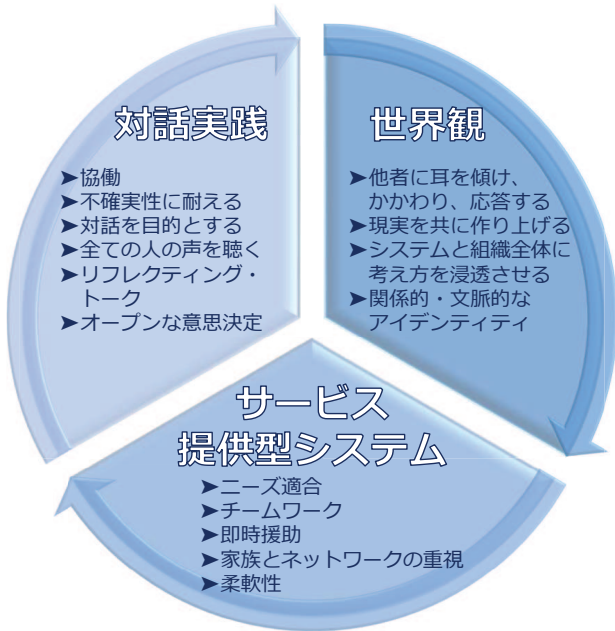 対話実践
➤協働
➤不確実性に耐える
➤対話を目的とする
➤全ての人の声を聴く
➤リフレクティング・
トーク
➤オープンな意思決定
世界観
➤他者に耳を傾け、
かかわり、応答する
➤現実を共に作り上げる
➤システムと組織全体に
考え方を浸透させる
➤関係的・文脈的な
アイデンティティ
サービス
提供型システム
➤ニーズ適合
➤チームワーク
➤即時援助
➤家族とネットワークの重視
➤柔軟性